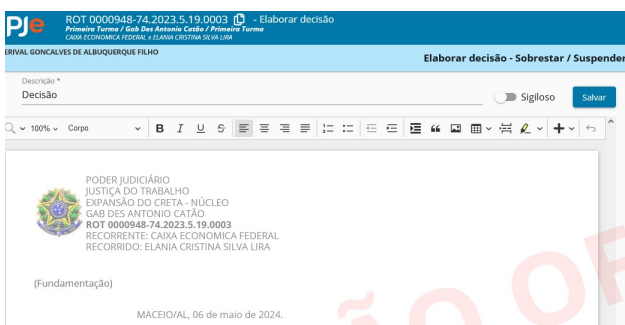 PJe
ROT 0000948-74.2023.5.19.0003 - Elaborar decisão
Primeira Turma / Gab Des Antonio Catão / Primeira Turma
CAIXA ECONOMICA FEDERAL x ELANIA CRISTINA SILVA LIRA
ERIVAL GONCALVES DE ALBUQUERQUE FILHO
Elaborar decisão - Sobrestar / Suspender
Descrição *
Decisão
Sigiloso
Salvar
100% Corpo B I U S
PODER JUDICIÁRIO
JUSTIÇA DO TRABALHO
EXPANSÃO DO CRETA - NÚCLEO
GAB DES ANTONIO CATÃO
ROT 0000948-74.2023.5.19.0003
RECORRENTE: CAIXA ECONOMICA FEDERAL
RECORRIDO: ELANIA CRISTINA SILVA LIRA
(Fundamentação)
MACEIO/AL, 06 de maio de 2024.
ÃO OF